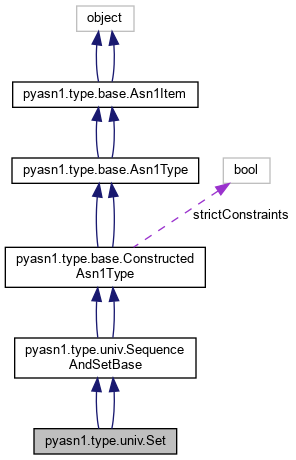 object
pyasn1.type.base.Asn1Item
pyasn1.type.base.Asn1Type
bool
strictConstraints
pyasn1.type.base.Constructed
Asn1Type
pyasn1.type.univ.Sequence
AndSetBase
pyasn1.type.univ.Set